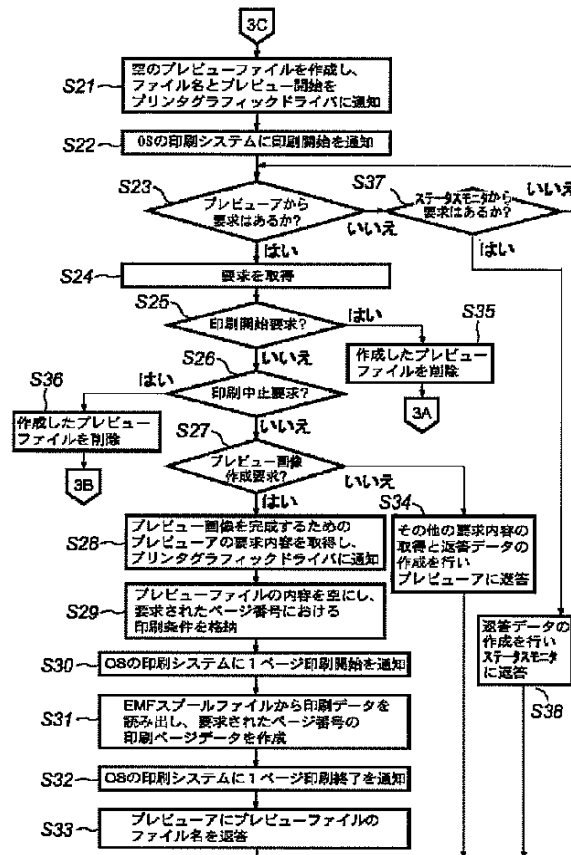 3C
S21
空のプレビューファイルを作成し、
ファイル名とプレビュー開始を
プリンタグラフィックドライバに通知
S22
OSの印刷システムに印刷開始を通知
S23
プレビューアから
要求はあるか?
いいえ
はい
S37
ステータスモニタから
要求はあるか?
いいえ
はい
S24
要求を取得
S25
印刷開始要求?
はい
いいえ
S35
作成したプレビュー
ファイルを削除
3A
S26
印刷中止要求?
はい
いいえ
S36
作成したプレビュー
ファイルを削除
3B
S27
プレビュー画像
作成要求?
いいえ
はい
S34
その他の要求内容の
取得と返答データの
作成を行い
プレビューアに返答
S28
プレビュー画像を完成するための
プレビューアの要求内容を取得し、
プリンタグラフィックドライバに通知
S29
プレビューファイルの内容を空にし、
要求されたページ番号における
印刷条件を格納
返答データの
作成を行い
ステータスモニタ
に返答
S38
S30
OSの印刷システムに1ページ印刷開始を通知
S31
EMFスプールファイルから印刷データを
読み出し、要求されたページ番号の
印刷ページデータを作成
S32
OSの印刷システムに1ページ印刷終了を通知
S33
プレビューアにプレビューファイルの
ファイル名を返答